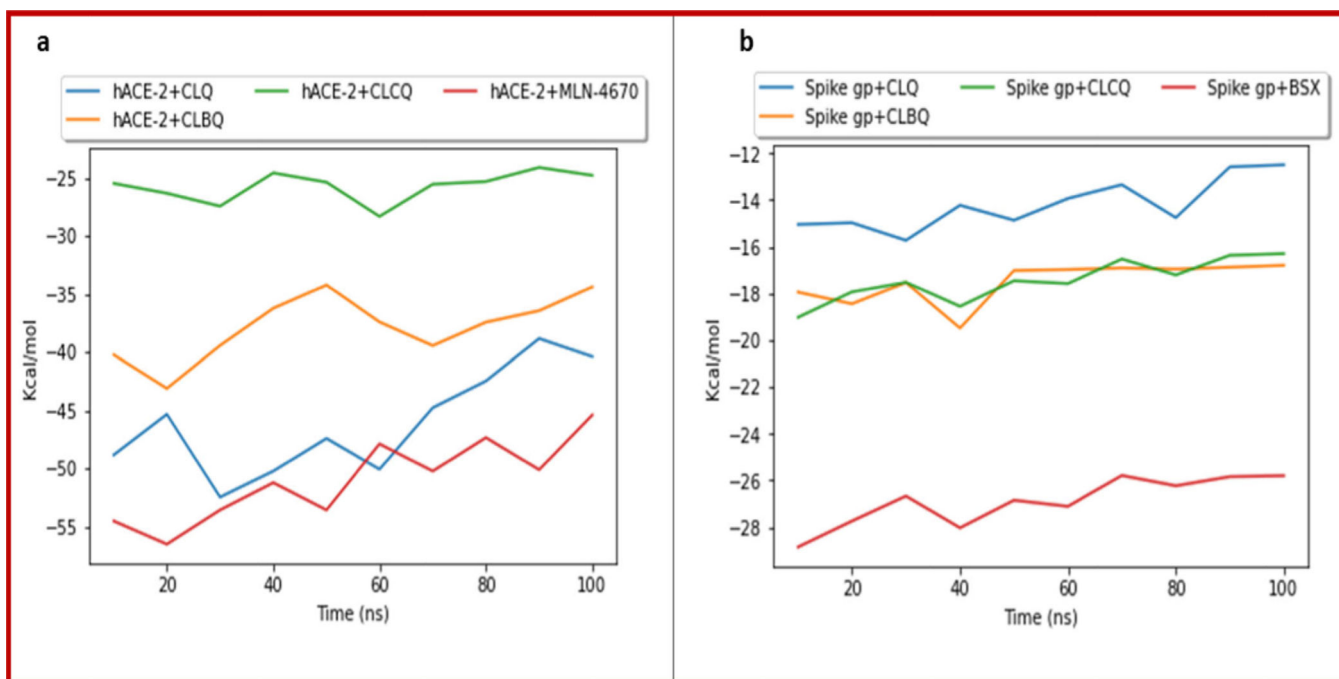 a
hACE-2+CLQ hACE-2+CLCQ hACE-2+MLN-4670
hACE-2+CLBQ
−25
−30
−35
−40
−45
−50
−55
Kcal/mol
20 40 60 80 100
Time (ns)
b
Spike gp+CLQ Spike gp+CLCQ Spike gp+BSX
Spike gp+CLBQ
−12
−14
−16
−18
−20
−22
−24
−26
−28
Kcal/mol
20 40 60 80 100
Time (ns)